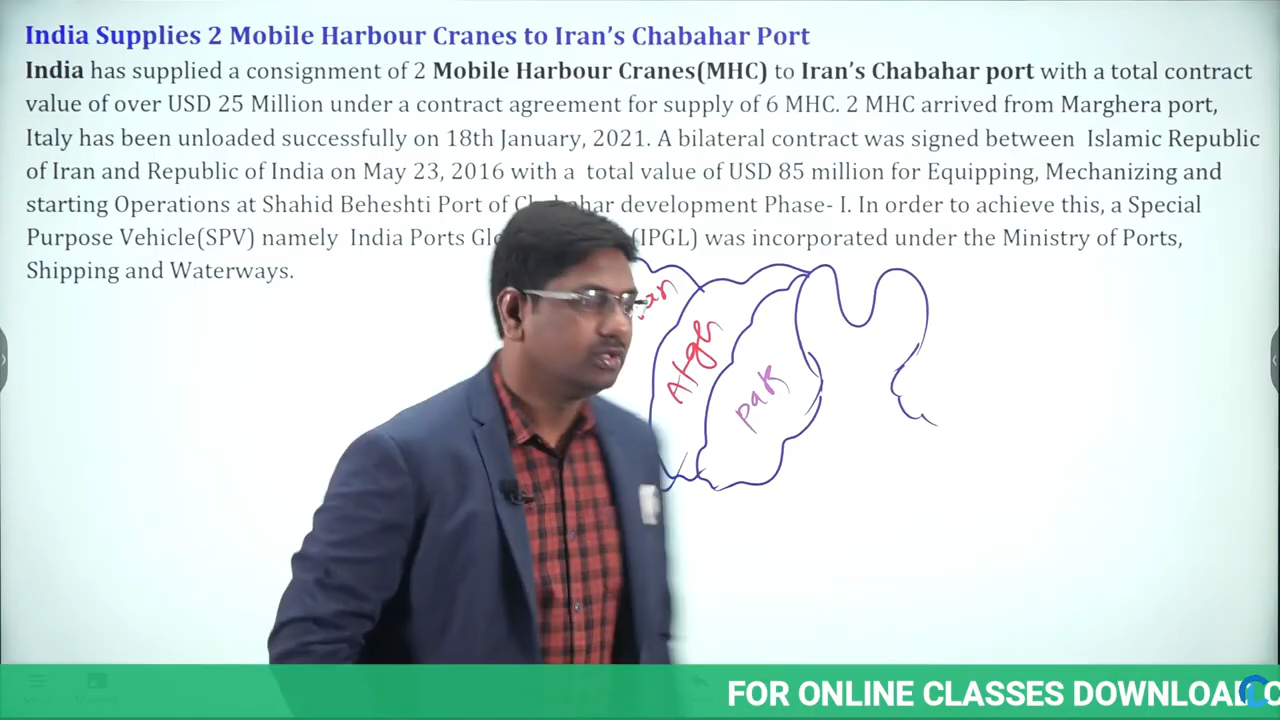 India Supplies 2 Mobile Harbour Cranes to Iran's Chabahar Port
India has supplied a consignment of 2 Mobile Harbour Cranes(MHC) to Iran's Chabahar port with a total contract
value of over USD 25 Million under a contract agreement for supply of 6 MHC. 2 MHC arrived from Marghera port,
Italy has been unloaded successfully on 18th January, 2021. A bilateral contract was signed between Islamic Republic
of Iran and Republic of India on May 23, 2016 with a total value of USD 85 million for Equipping, Mechanizing and
starting Operations at Shahid Beheshti Port of Chabahar development Phase- I. In order to achieve this, a Special
Purpose Vehicle(SPV) namely India Ports (IPGL) was incorporated under the Ministry of Ports,
Shipping and Waterways.
Afgh
pak
FOR ONLINE CLASSES DOWNLOAD